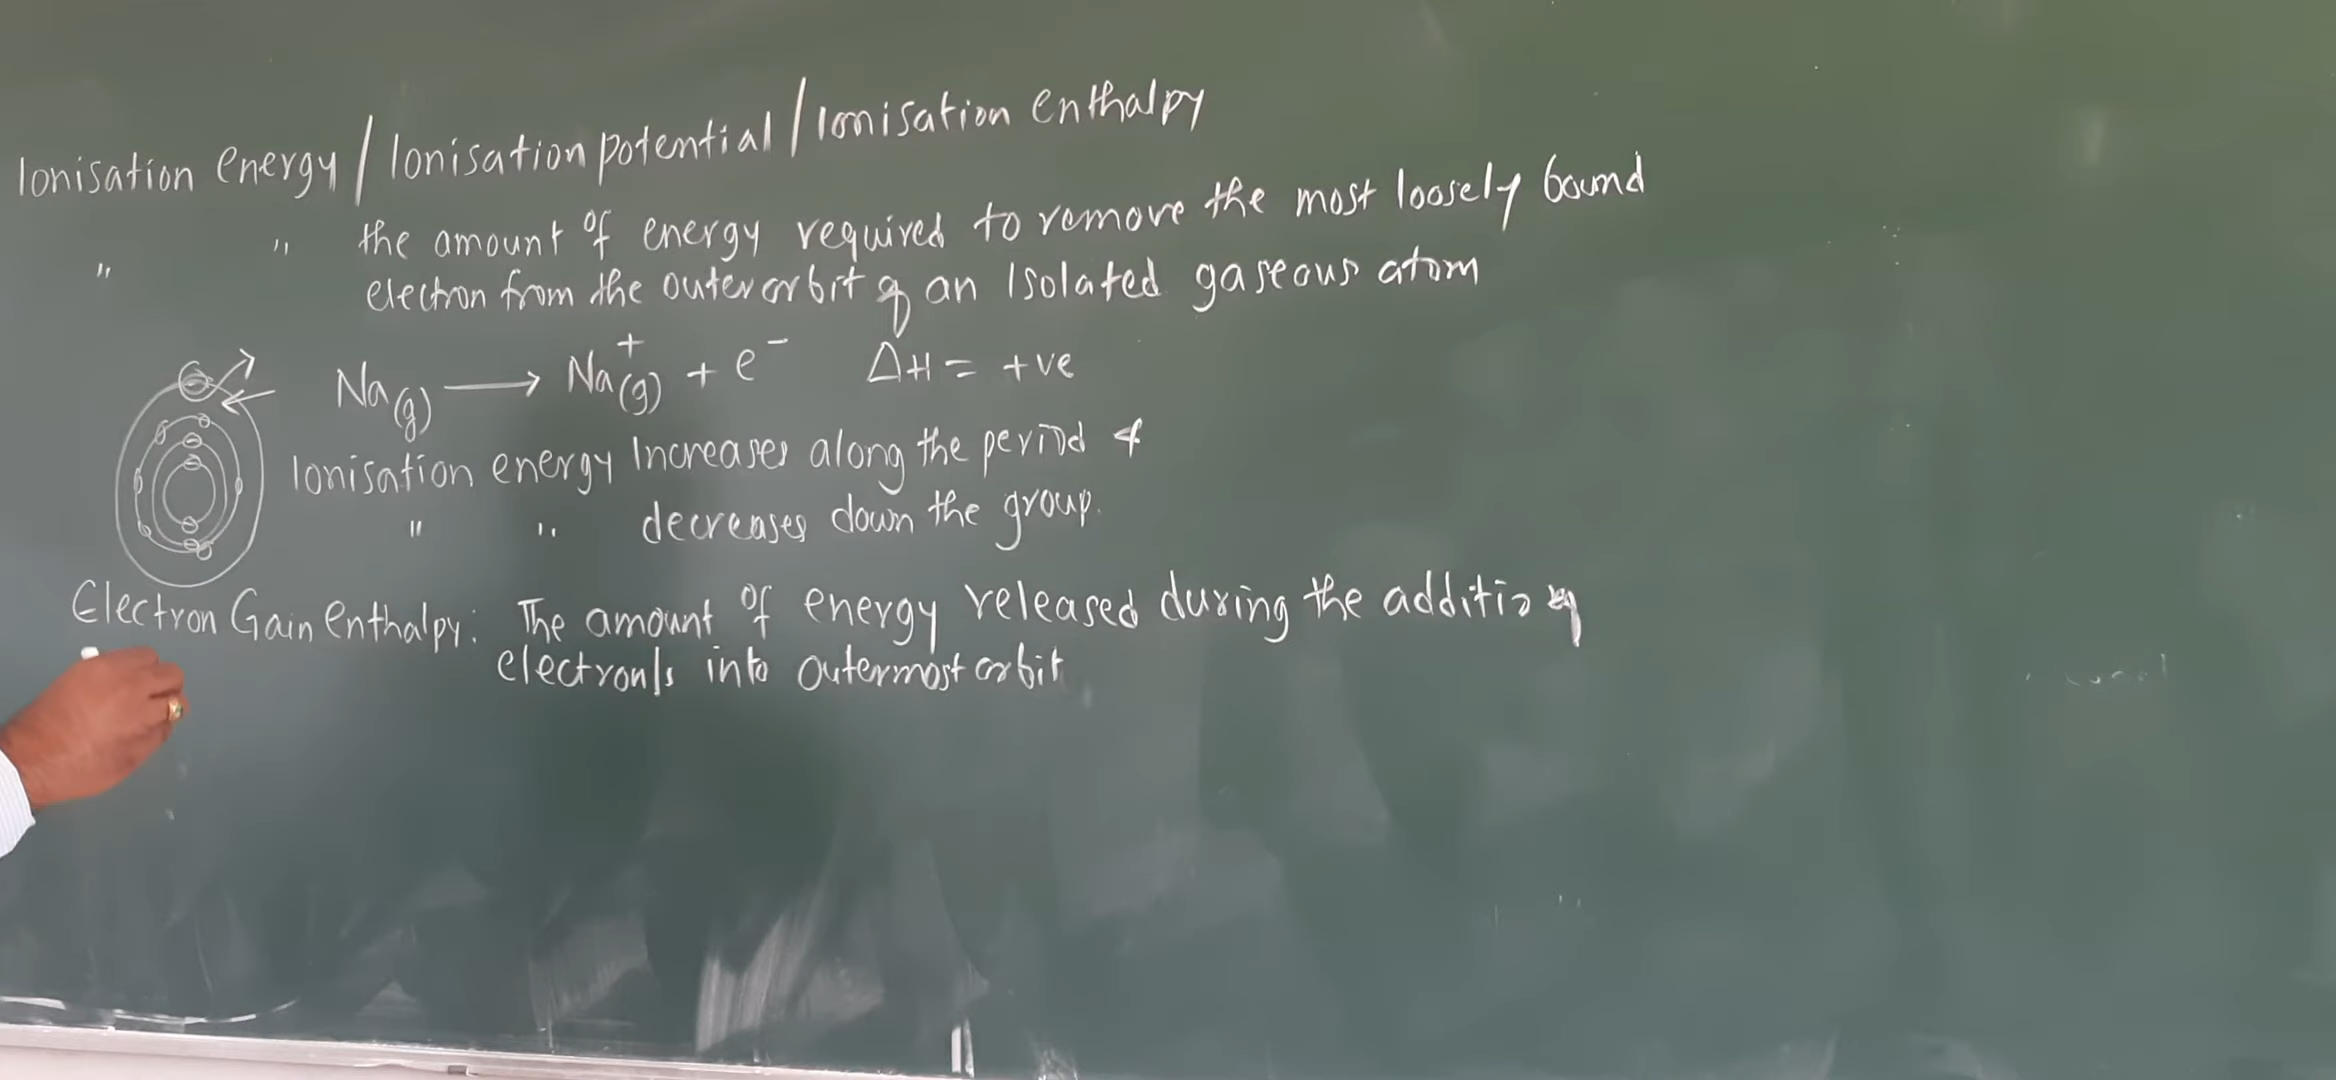 Ionisation energy / Ionisation potential / Ionisation enthalpy
" " the amount of energy required to remove the most loosely bound
electron from the outer orbit of an Isolated gaseous atom
Na(g) ⟶ Na⁺(g) + e⁻ ΔH = +ve
Ionisation energy Increases along the period &
" " decreases down the group.
Electron Gain enthalpy: The amount of energy released during the addition of
electron/s into outermost orbit